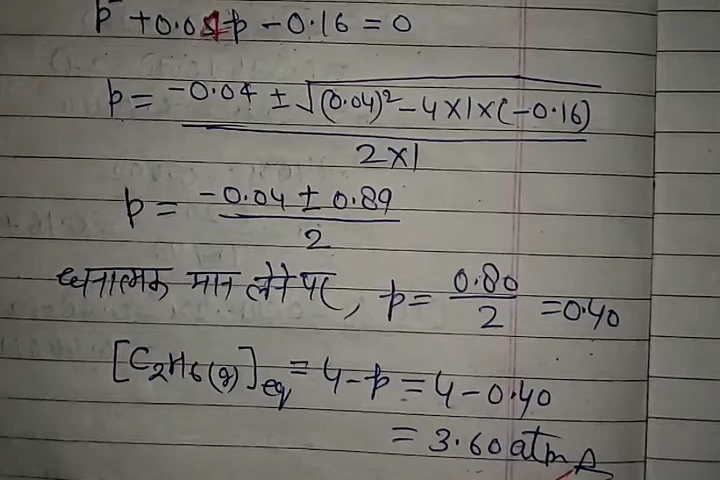 p² + 0.04p - 0.16 = 0
p = -0.04 ± √(0.04)² - 4×1×(-0.16)
2×1
p = -0.04 ± 0.89
2
धनात्मक मान लेने पर, p = 0.80/2 = 0.40
[C₂H₆(g)]eq = 4 - p = 4 - 0.40
= 3.60 atm A